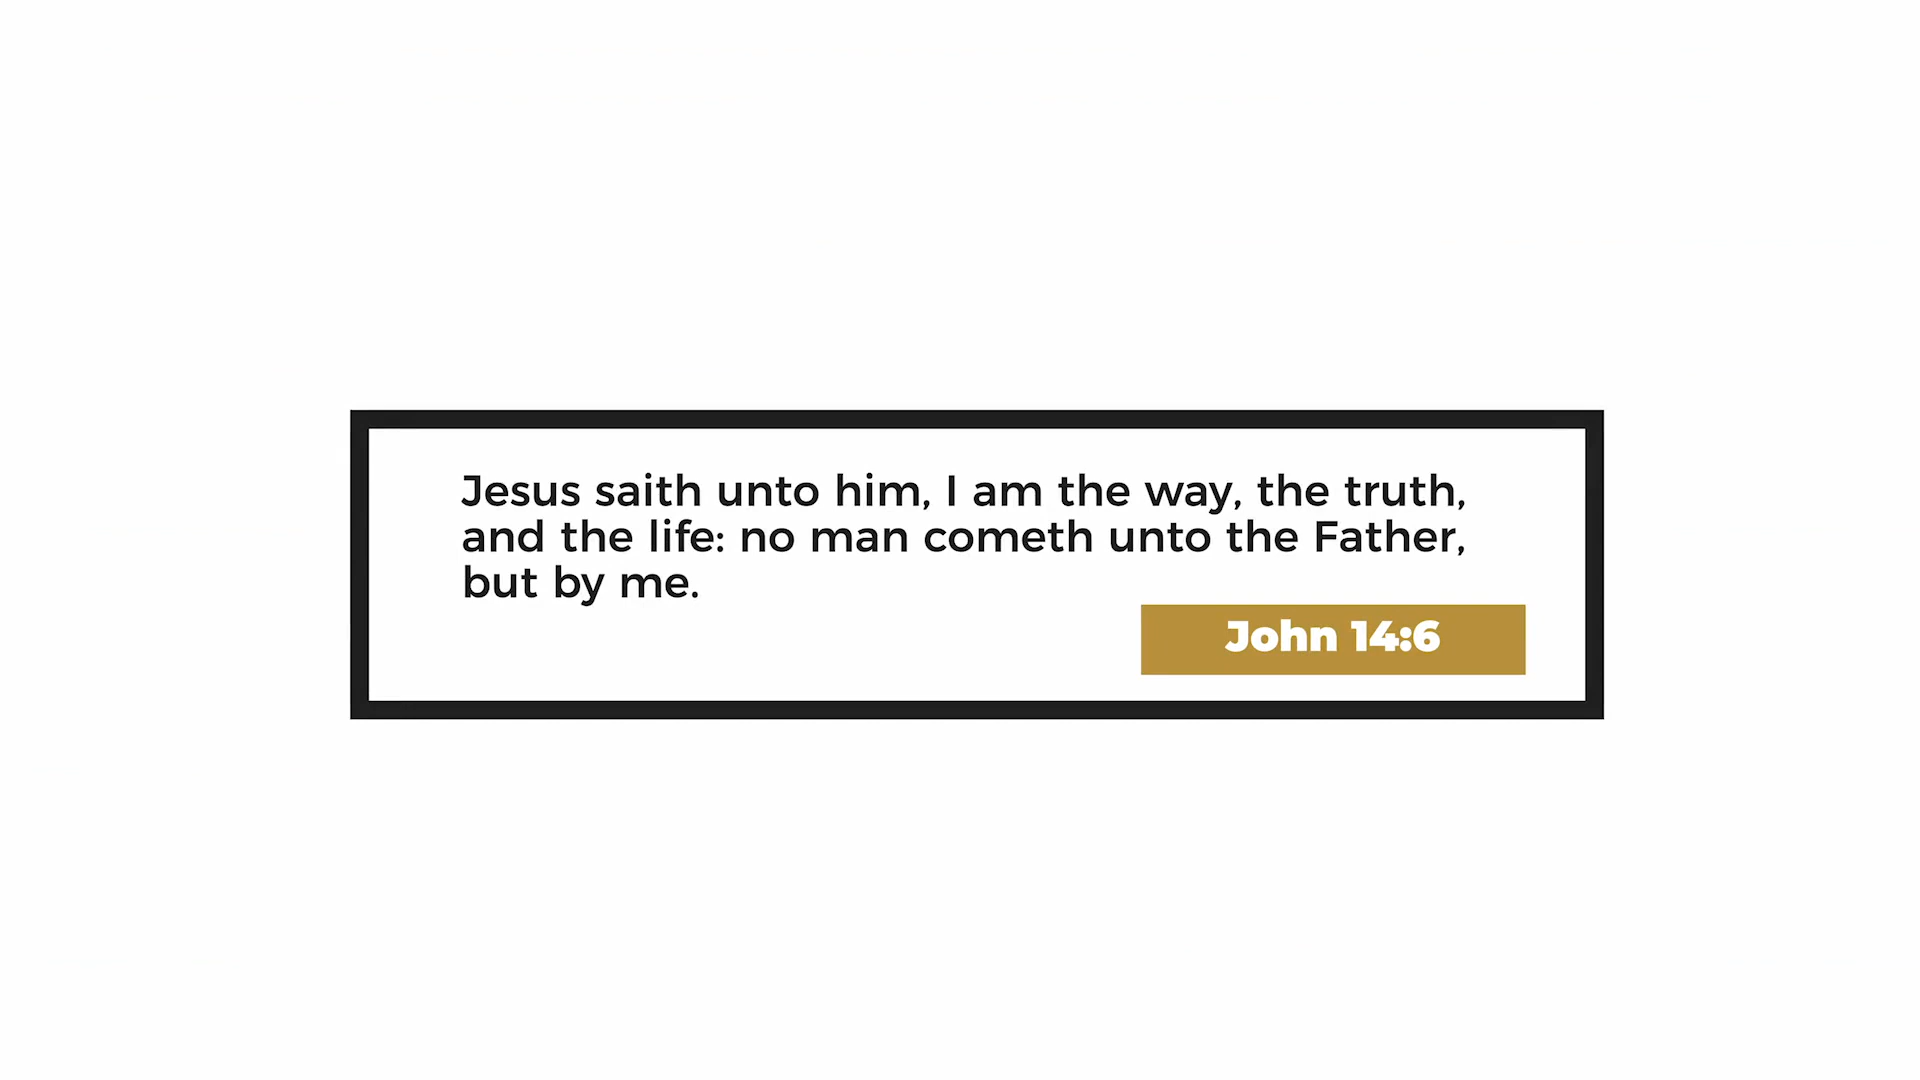 Jesus saith unto him, I am the way, the truth,
and the life: no man cometh unto the Father,
but by me.
John 14:6